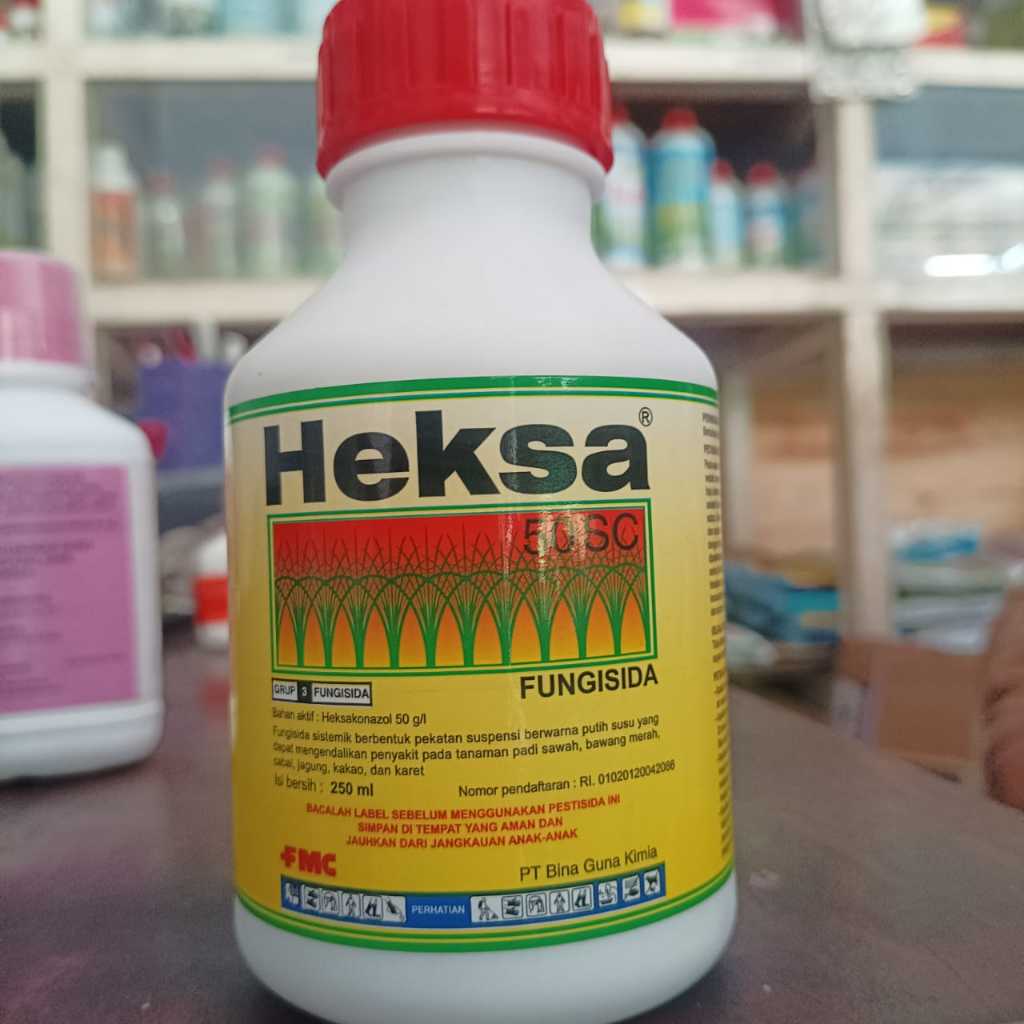 Heksa®
50 SC
FUNGISIDA
GRUP 3 FUNGISIDA
Bahan aktif : Heksakonazol 50 g/l
Fungisida sistemik berbentuk pekatan suspensi berwarna putih susu yang
dapat mengendalikan penyakit pada tanaman padi sawah, bawang merah,
cabai, jagung, kakao, dan karet
Isi bersih : 250 ml
Nomor pendaftaran : RI. 01020120042086
BACALAH LABEL SEBELUM MENGGUNAKAN PESTISIDA INI
SIMPAN DI TEMPAT YANG AMAN DAN
JAUHKAN DARI JANGKAUAN ANAK-ANAK
FMC
PT Bina Guna Kimia
PERHATIAN